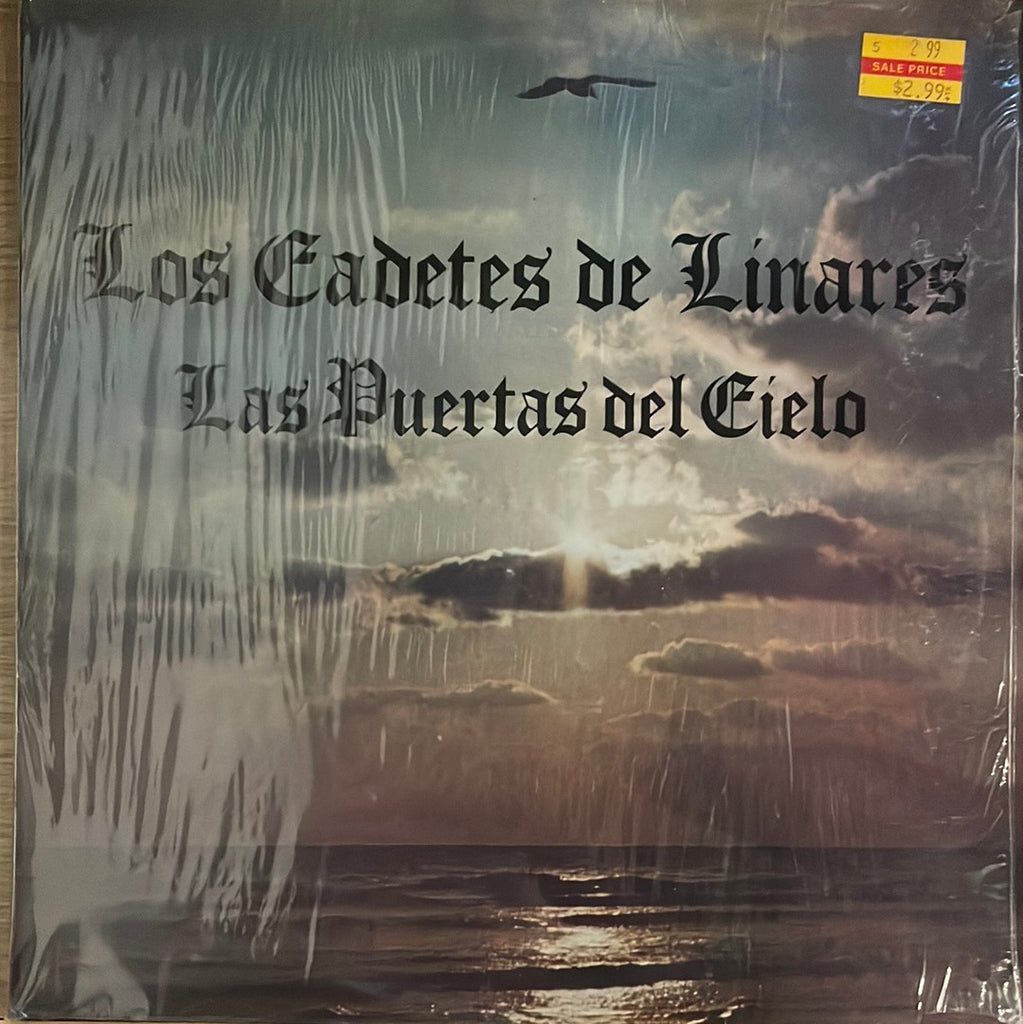 5 2 99
SALE PRICE
$2.99
Los Cadetes de Linares
Las Puertas del Cielo